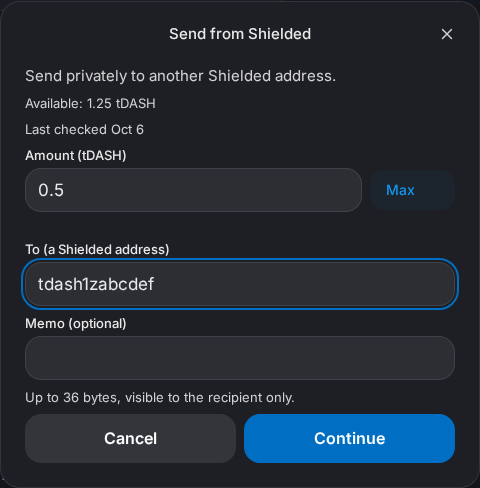 Send from Shielded
Send privately to another Shielded address.
Available: 1.25 tDASH
Last checked Oct 6
Amount (tDASH)
0.5
Max
To (a Shielded address)
tdash1zabcdef
Memo (optional)
Up to 36 bytes, visible to the recipient only.
Cancel
Continue